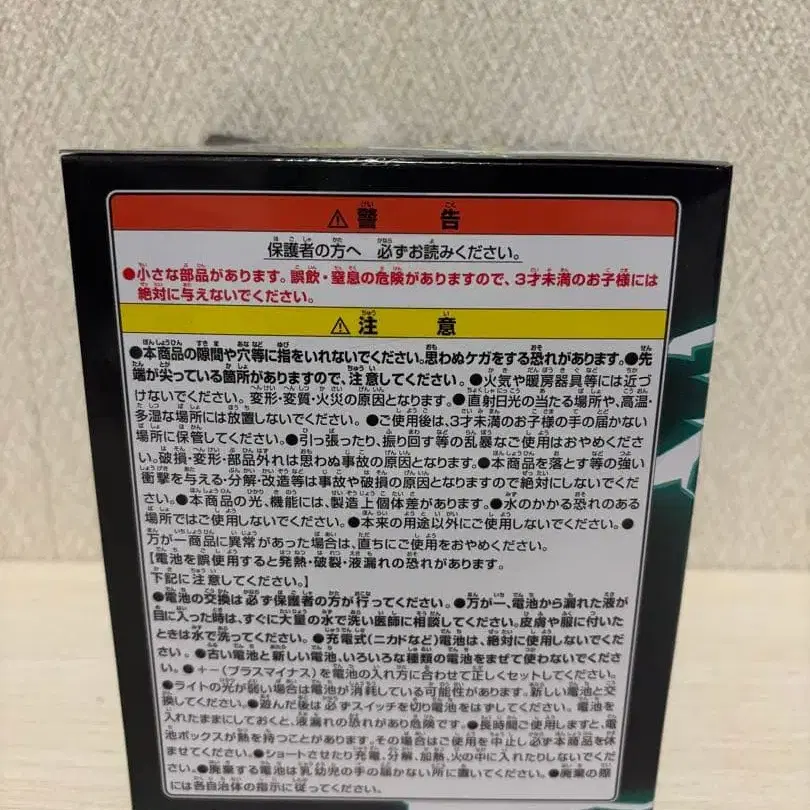 ⚠警告
保護者の方へ 必ずお読みください。
●小さな部品があります。誤飲・窒息の危険がありますので、3才未満のお子様には
絶対に与えないでください。
⚠注意
●本商品の隙間や穴等に指をいれないでください。思わぬケガをする恐れがあります。●先
端が尖っている箇所がありますので、注意してください。●火気や暖房器具等には近づ
けないでください。変形・変質・火災の原因となります。●直射日光の当たる場所や、高温・
多湿な場所には放置しないでください。●ご使用後は、3才未満のお子様の手の届かない
場所に保管してください。●引っ張ったり、振り回す等の乱暴なご使用はおやめくださ
い。破損・変形・部品外れは思わぬ事故の原因となります。●本商品を落とす等の強い
衝撃を与える・分解・改造等は事故や破損の原因となりますので絶対にしないでくださ
い。●本商品の光、機能には、製造上個体差があります。●水のかかる恐れのある
場所ではご使用しないでください。●本来の用途以外にご使用しないでください。●
万が一商品に異常があった場合は、直ちにご使用をおやめください。
【電池を誤使用すると発熱・破裂・液漏れの恐れがあります。
下記に注意してください。】
●電池の交換は必ず保護者の方が行ってください。●万が一、電池から漏れた液が
目に入った時は、すぐに大量の水で洗い医師に相談してください。皮膚や服に付いた
ときは水で洗ってください。●充電式(ニカドなど)電池は、絶対に使用しないでくださ
い。●古い電池と新しい電池、いろいろな種類の電池をまぜて使わないでください。
●+-(プラスマイナス)を電池の入れ方に合わせて正しくセットしてください。
●ライトの光が弱い場合は電池が消耗している可能性があります。新しい電池と交
換してください。●遊んだ後は必ずスイッチを切り電池をはずしてください。電池を
入れたままにしておくと、液漏れの恐れがあり危険です。●長時間ご使用しますと、電
池ボックスが熱を持つことがあります。その場合はご使用を中止し必ず本商品を休
ませてください。●ショートさせたり充電、分解、加熱、火の中に入れたりしないでくだ
さい。●廃棄する電池は乳幼児の手の届かない所に置いてください。●廃棄の際
には各自治体の指示に従ってください。